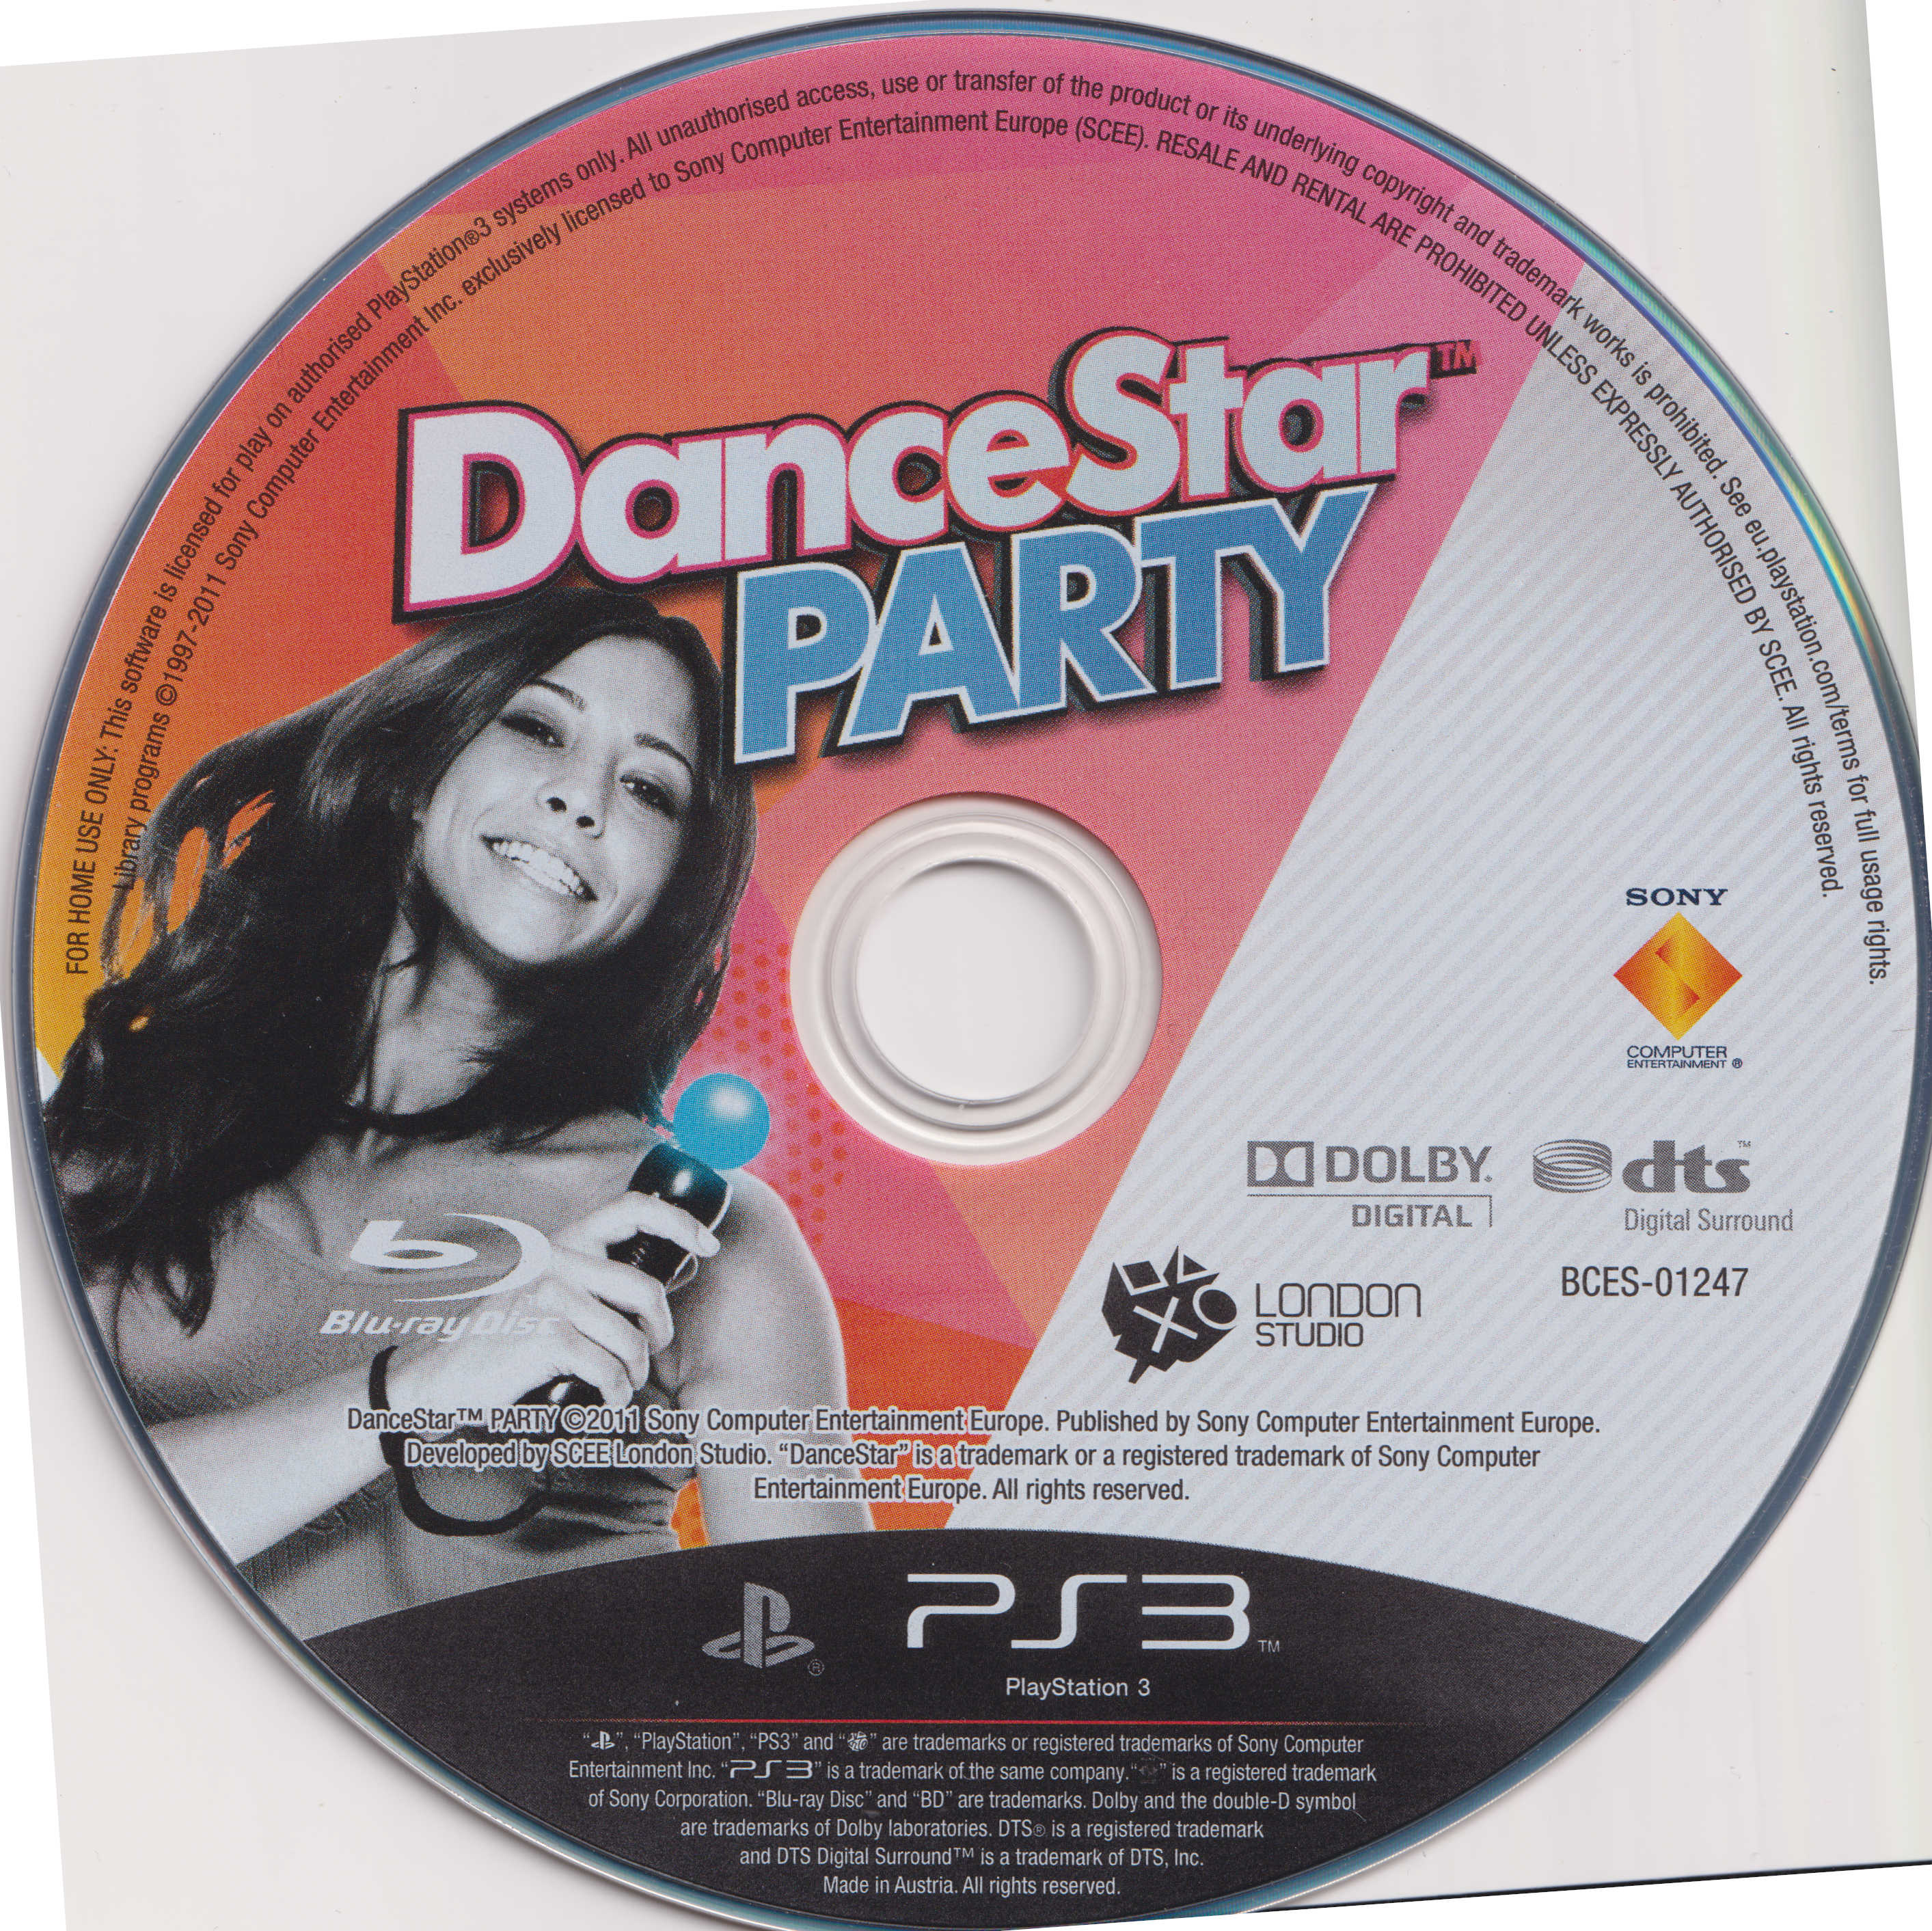 FOR HOME USE ONLY: This software is licensed for play on authorised PlayStation®3 systems only. All unauthorised access, use or transfer of the product or its underlying copyright and trademark works is prohibited. See eu.playstation.com/terms for full usage rights.
Library programs ©1997-2011 Sony Computer Entertainment Inc. exclusively licensed to Sony Computer Entertainment Europe (SCEE). RESALE AND RENTAL ARE PROHIBITED UNLESS EXPRESSLY AUTHORISED BY SCEE. All rights reserved.
DanceStar™
PARTY
SONY
COMPUTER
ENTERTAINMENT ®
DOLBY.
DIGITAL
dts™
Digital Surround
BCES-01247
LONDON
STUDIO
Blu-ray Disc
DanceStar™ PARTY ©2011 Sony Computer Entertainment Europe. Published by Sony Computer Entertainment Europe.
Developed by SCEE London Studio. “DanceStar” is a trademark or a registered trademark of Sony Computer
Entertainment Europe. All rights reserved.
® PS3™
PlayStation 3
“ ”, “PlayStation”, “PS3” and “ ” are trademarks or registered trademarks of Sony Computer
Entertainment Inc. “PS3” is a trademark of the same company. “ ” is a registered trademark
of Sony Corporation. “Blu-ray Disc” and “BD” are trademarks. Dolby and the double-D symbol
are trademarks of Dolby laboratories. DTS® is a registered trademark
and DTS Digital Surround™ is a trademark of DTS, Inc.
Made in Austria. All rights reserved.